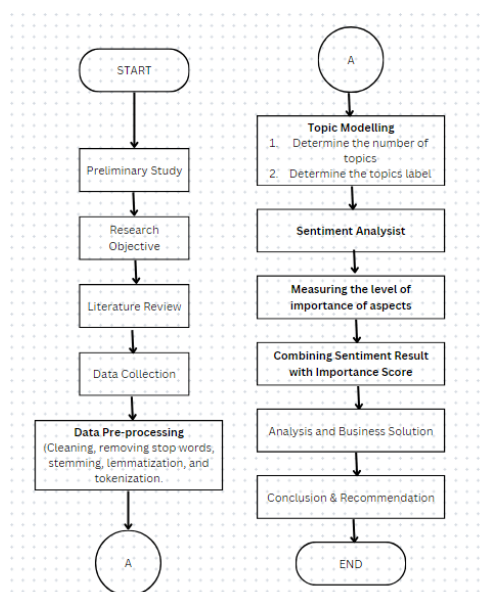 START
Preliminary Study
Research
Objective
Literature Review
Data Collection
Data Pre-processing
(Cleaning, removing stop words,
stemming, lemmatization, and
tokenization.
A
A
Topic Modelling
1. Determine the number of
topics
2. Determine the topics label
Sentiment Analysist
Measuring the level of
importance of aspects
Combining Sentiment Result
with Importance Score
Analysis and Business Solution
Conclusion & Recommendation
END